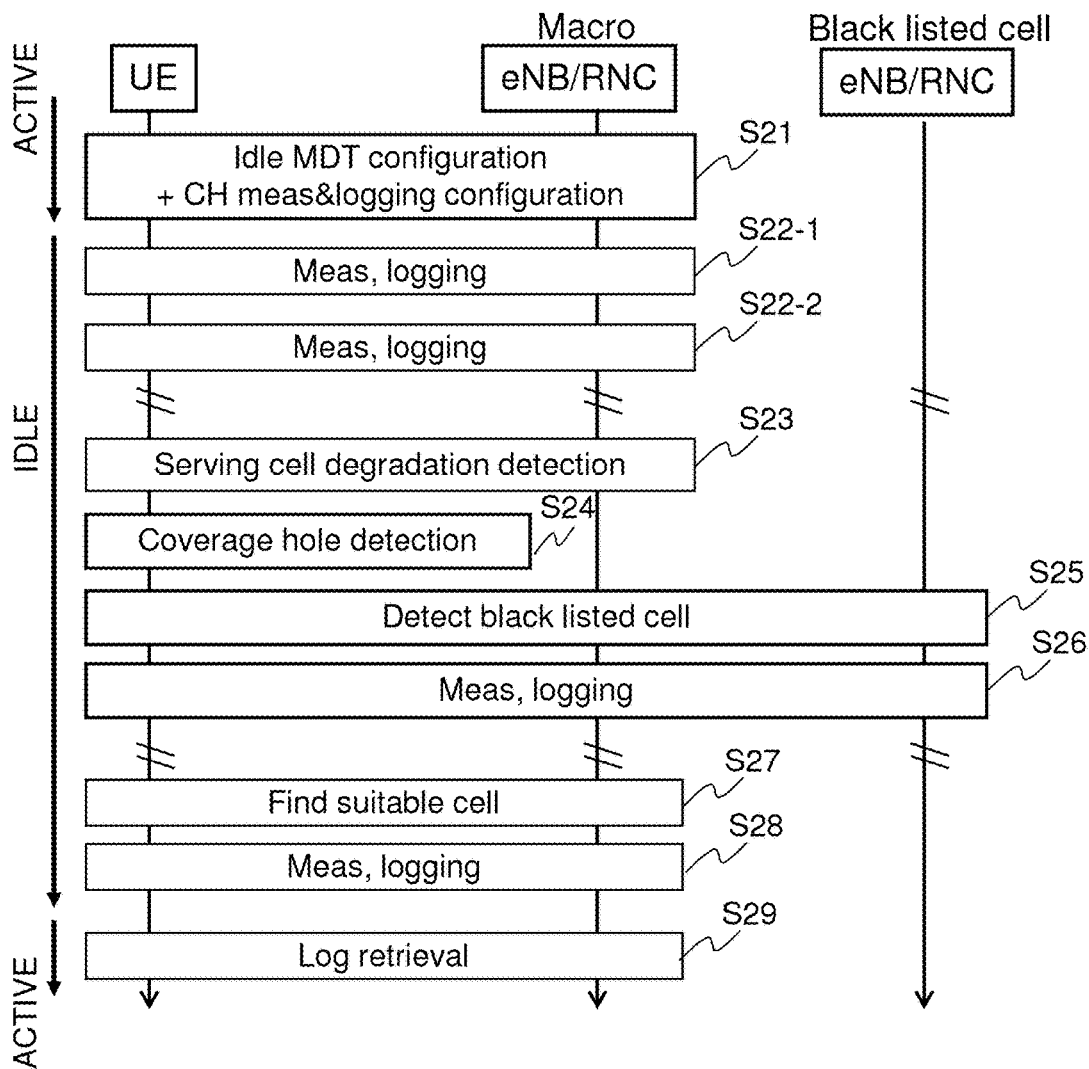 Macro
Black listed cell
ACTIVE
UE
eNB/RNC
eNB/RNC
S21
Idle MDT configuration
+ CH meas&logging configuration
S22-1
Meas, logging
S22-2
Meas, logging
IDLE
S23
Serving cell degradation detection
S24
Coverage hole detection
S25
Detect black listed cell
S26
Meas, logging
S27
Find suitable cell
S28
Meas, logging
S29
Log retrieval
ACTIVE